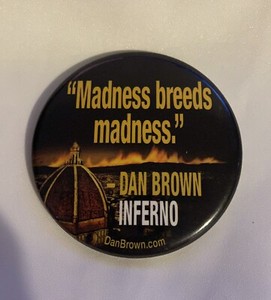 "Madness breeds
madness."
DAN BROWN
INFERNO
DanBrown.com